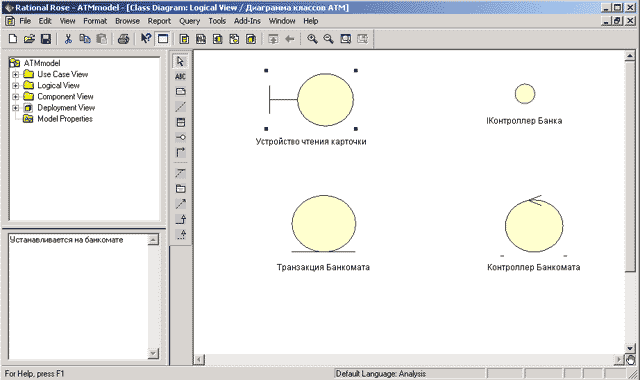 Rational Rose - ATMmodel - [Class Diagram: Logical View / Диаграмма классов АТМ]
File Edit View Format Browse Report Query Tools Add-Ins Window Help
ABC
ATMmodel
Use Case View
Logical View
Component View
Deployment View
Model Properties
Устройство чтения карточки
IКонтроллер Банка
Транзакция Банкомата
Контроллер Банкомата
Устанавливается на банкомате
For Help, press F1
Default Language: Analysis